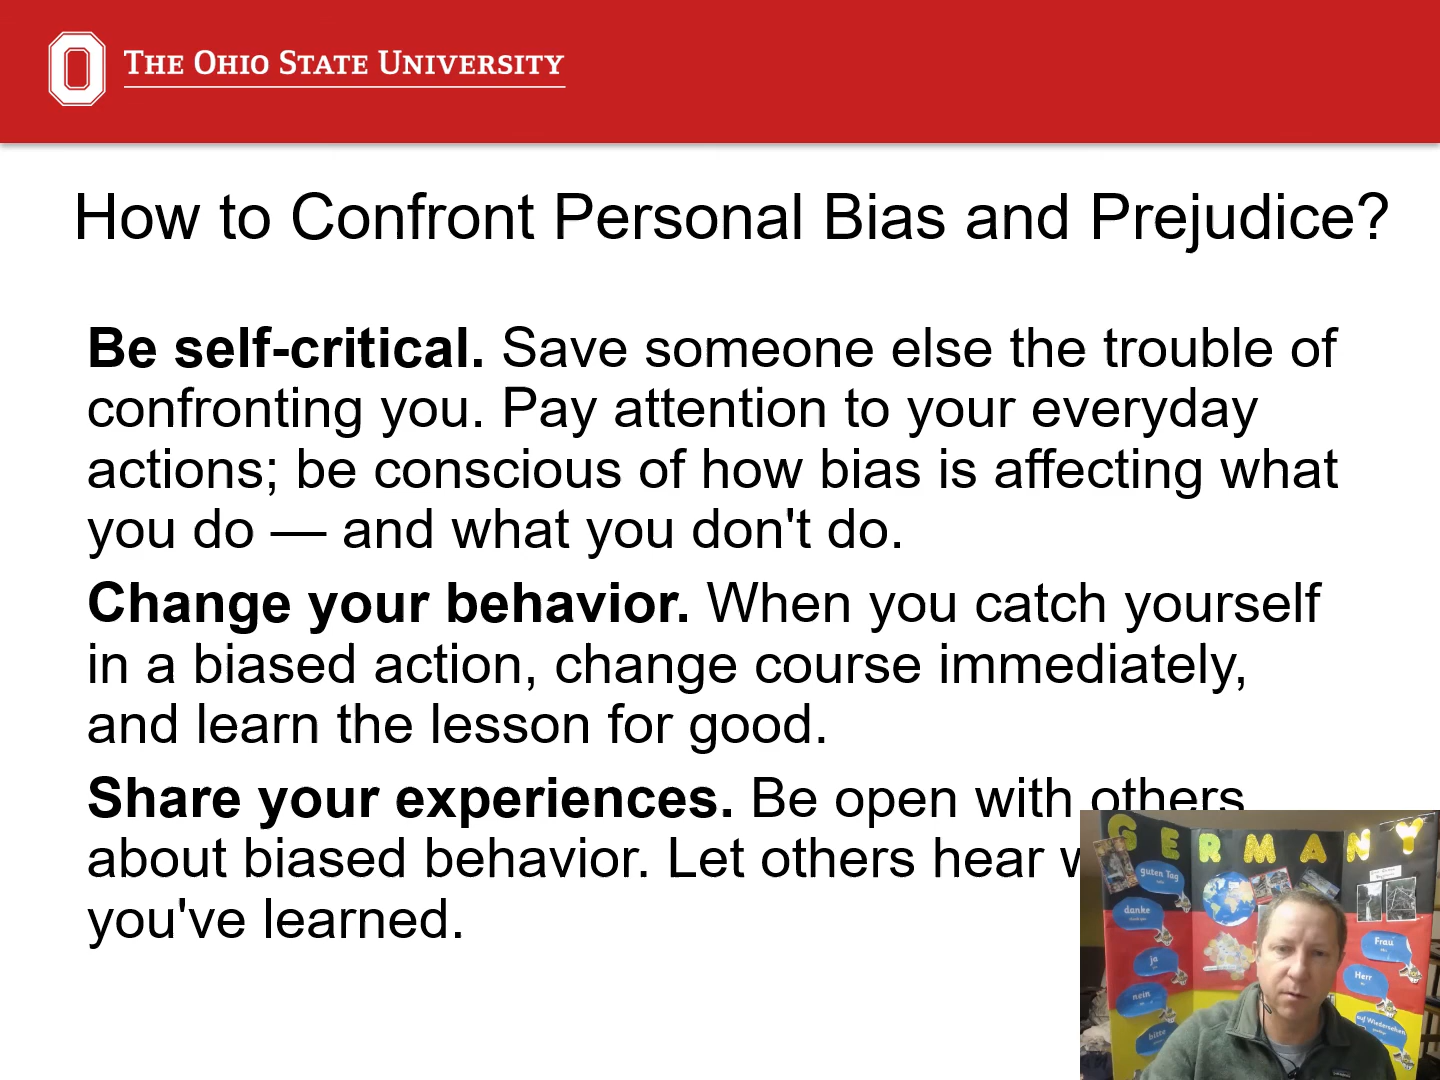 THE OHIO STATE UNIVERSITY
How to Confront Personal Bias and Prejudice?
Be self-critical. Save someone else the trouble of
confronting you. Pay attention to your everyday
actions; be conscious of how bias is affecting what
you do — and what you don't do.
Change your behavior. When you catch yourself
in a biased action, change course immediately,
and learn the lesson for good.
Share your experiences. Be open with others
about biased behavior. Let others hear
you've learned.
GERMANY
guten Tag
danke
ja
nein
bitte
Frau
Herr
auf Wiedersehen